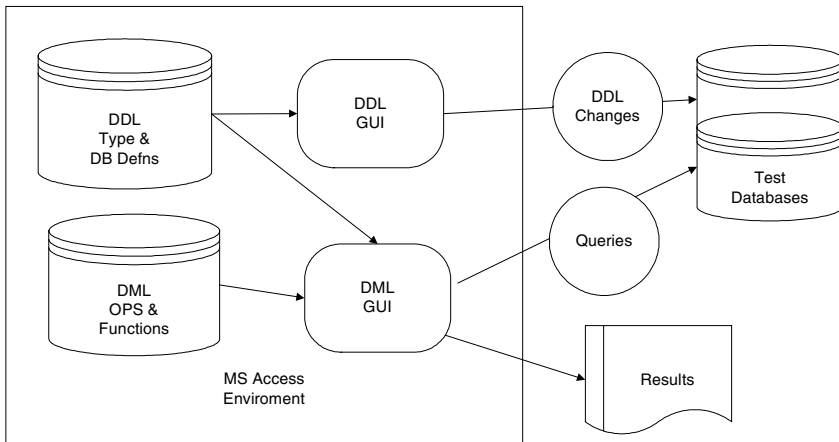 DDL
Type &
DB Defns
DDL
GUI
DDL
Changes
Test
Databases
DML
OPS &
Functions
DML
GUI
Queries
MS Access
Enviroment
Results